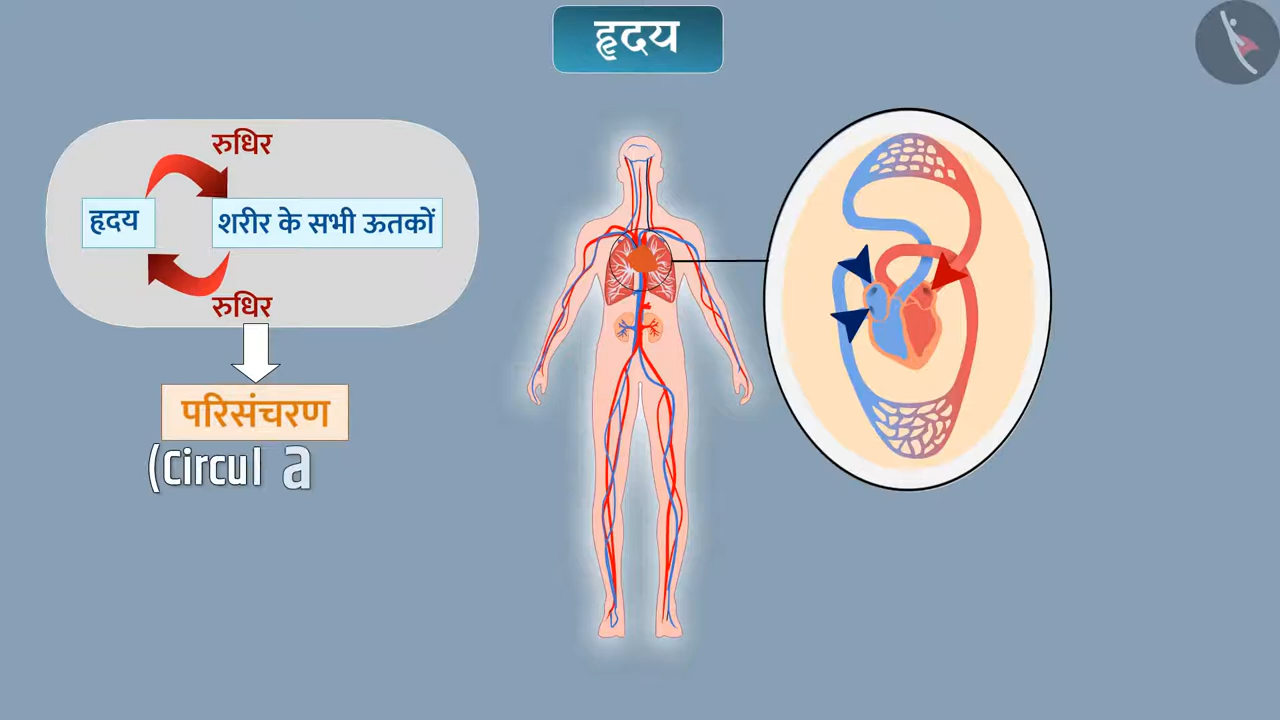 हृदय
रुधिर
हृदय
शरीर के सभी ऊतकों
रुधिर
परिसंचरण
(Circul a